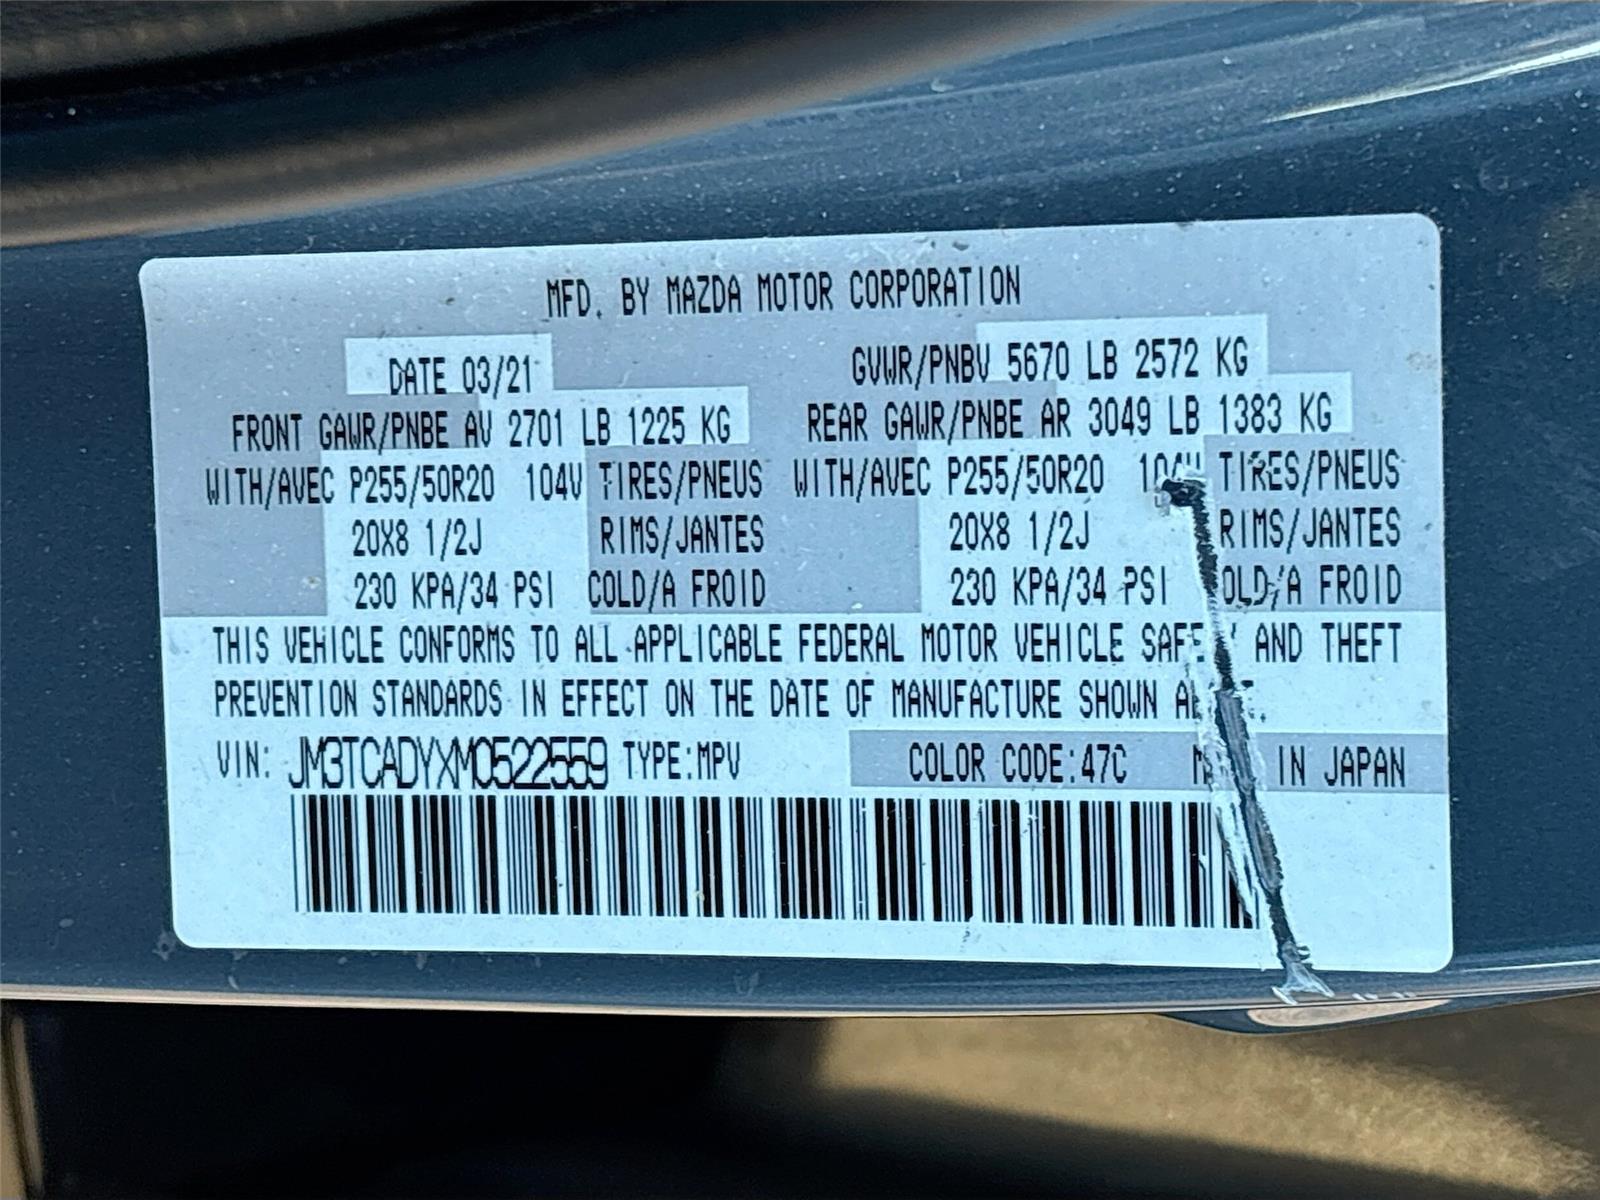 MFD. BY MAZDA MOTOR CORPORATION
DATE 03/21 GVWR/PNBV 5670 LB 2572 KG
FRONT GAWR/PNBE AV 2701 LB 1225 KG REAR GAWR/PNBE AR 3049 LB 1383 KG
WITH/AVEC P255/50R20 104V TIRES/PNEUS WITH/AVEC P255/50R20 104V TIRES/PNEUS
20X8 1/2J RIMS/JANTES 20X8 1/2J RIMS/JANTES
230 KPA/34 PSI COLD/A FROID 230 KPA/34 PSI OLD/A FROID
THIS VEHICLE CONFORMS TO ALL APPLICABLE FEDERAL MOTOR VEHICLE AND THEFT
PREVENTION STANDARDS IN EFFECT ON THE DATE OF MANUFACTURE SHOWN
VIN: JM3TCADYXM0522559 TYPE:MPV COLOR CODE:47C IN JAPAN